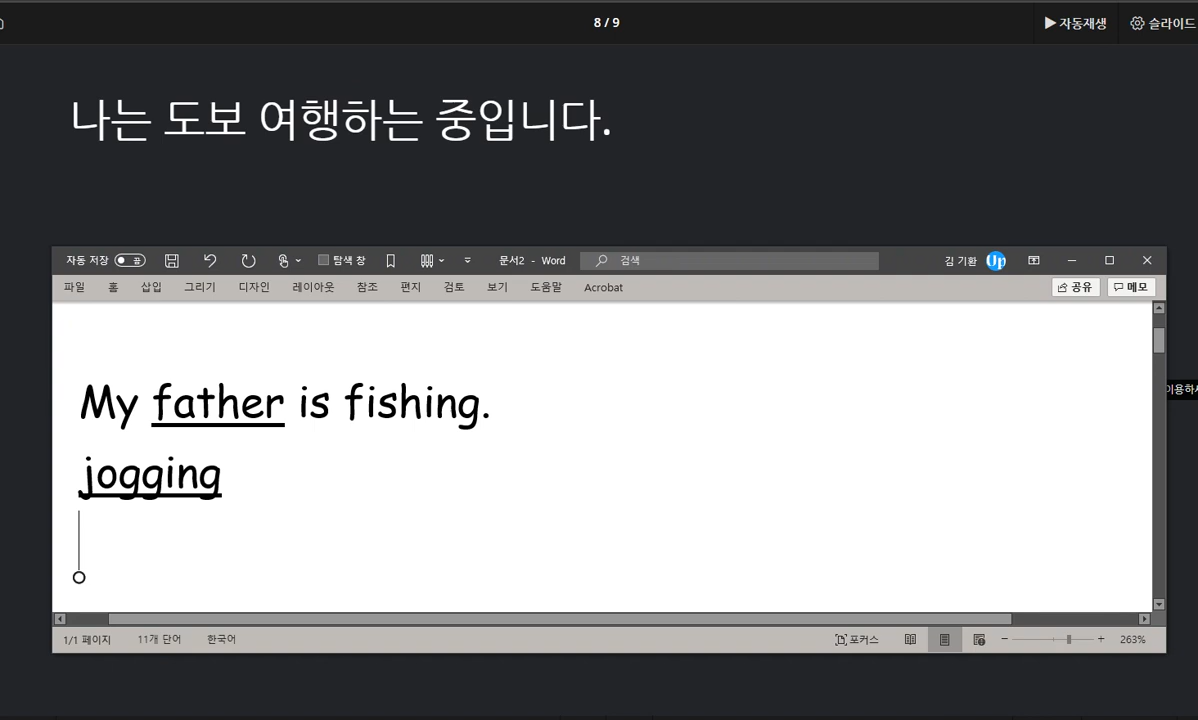 8 / 9
자동재생
슬라이드
나는 도보 여행하는 중입니다.
자동 저장 끔 탐색 창 문서2 - Word 검색 김 기환 Up
파일 홈 삽입 그리기 디자인 레이아웃 참조 편지 검토 보기 도움말 Acrobat 공유 메모
이용하
My father is fishing.
jogging
1/1 페이지 11개 단어 한국어 포커스 263%